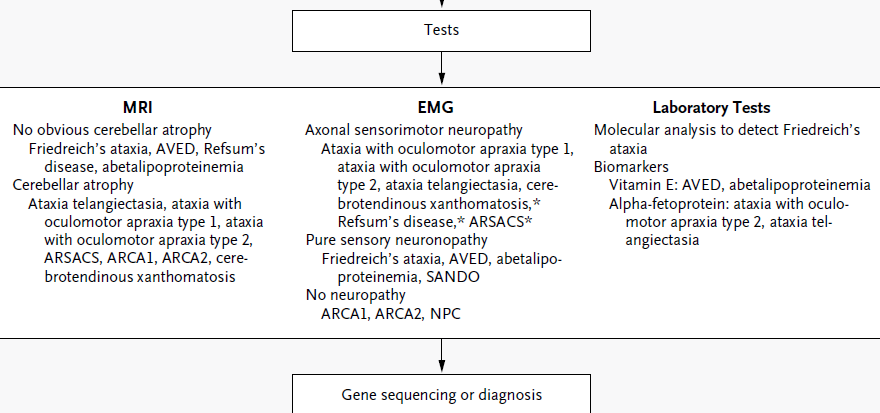 Tests
MRI
No obvious cerebellar atrophy
Friedreich's ataxia, AVED, Refsum's
disease, abetalipoproteinemia
Cerebellar atrophy
Ataxia telangiectasia, ataxia with
oculomotor apraxia type 1, ataxia
with oculomotor apraxia type 2,
ARSACS, ARCA1, ARCA2, cere-
brotendinous xanthomatosis
EMG
Axonal sensorimotor neuropathy
Ataxia with oculomotor apraxia type 1,
ataxia with oculomotor apraxia
type 2, ataxia telangiectasia, cere-
brotendinous xanthomatosis,*
Refsum's disease,* ARSACS*
Pure sensory neuronopathy
Friedreich's ataxia, AVED, abetalipo-
proteinemia, SANDO
No neuropathy
ARCA1, ARCA2, NPC
Laboratory Tests
Molecular analysis to detect Friedreich's
ataxia
Biomarkers
Vitamin E: AVED, abetalipoproteinemia
Alpha-fetoprotein: ataxia with oculo-
motor apraxia type 2, ataxia tel-
angiectasia
Gene sequencing or diagnosis